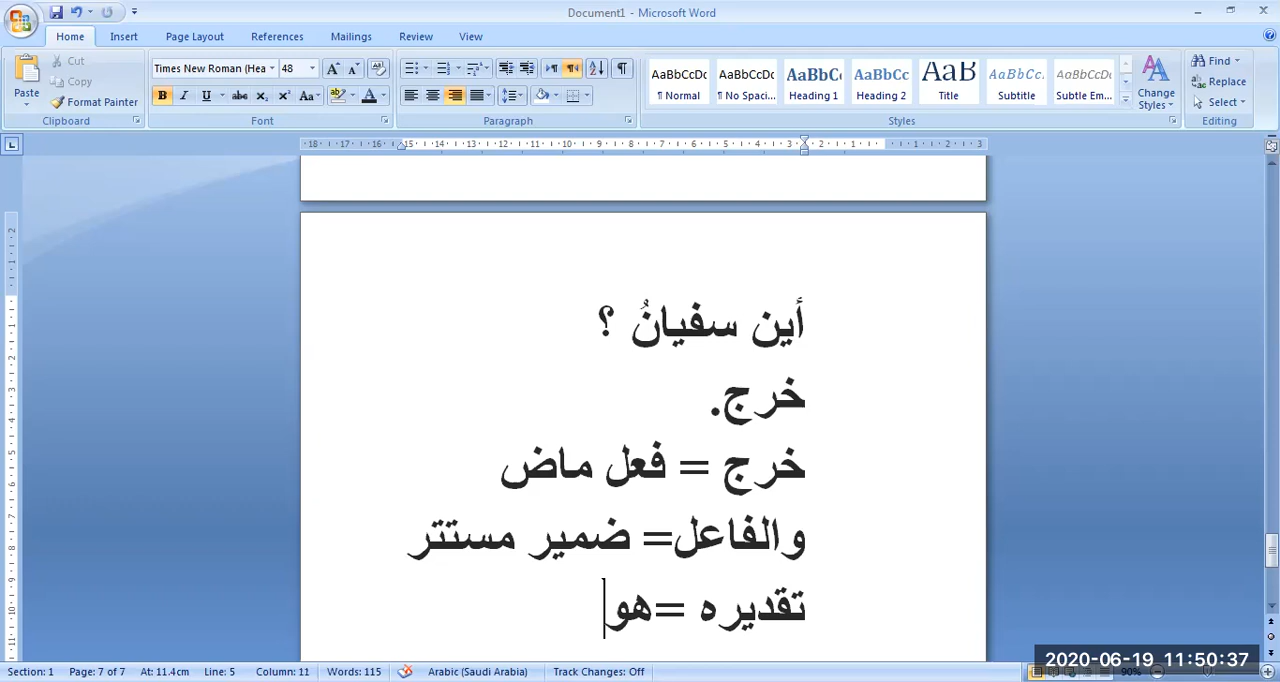 Document1 - Microsoft Word
Home Insert Page Layout References Mailings Review View
Paste Cut Copy Format Painter
Times New Roman (Hea 48
AaBbCcDc AaBbCcDc AaBbC AaBbCc AaB AaBbCc. AaBbCcDc
¶ Normal ¶ No Spaci... Heading 1 Heading 2 Title Subtitle Subtle Em...
Change Styles
Find Replace Select
Clipboard Font Paragraph Styles Editing
أين سفيانُ ؟
خرج.
خرج = فعل ماض
والفاعل= ضمير مستتر
تقديره =هو
2020-06-19 11:50:37
Section: 1 Page: 7 of 7 At: 11.4cm Line: 5 Column: 11 Words: 115 Arabic (Saudi Arabia) Track Changes: Off 90%